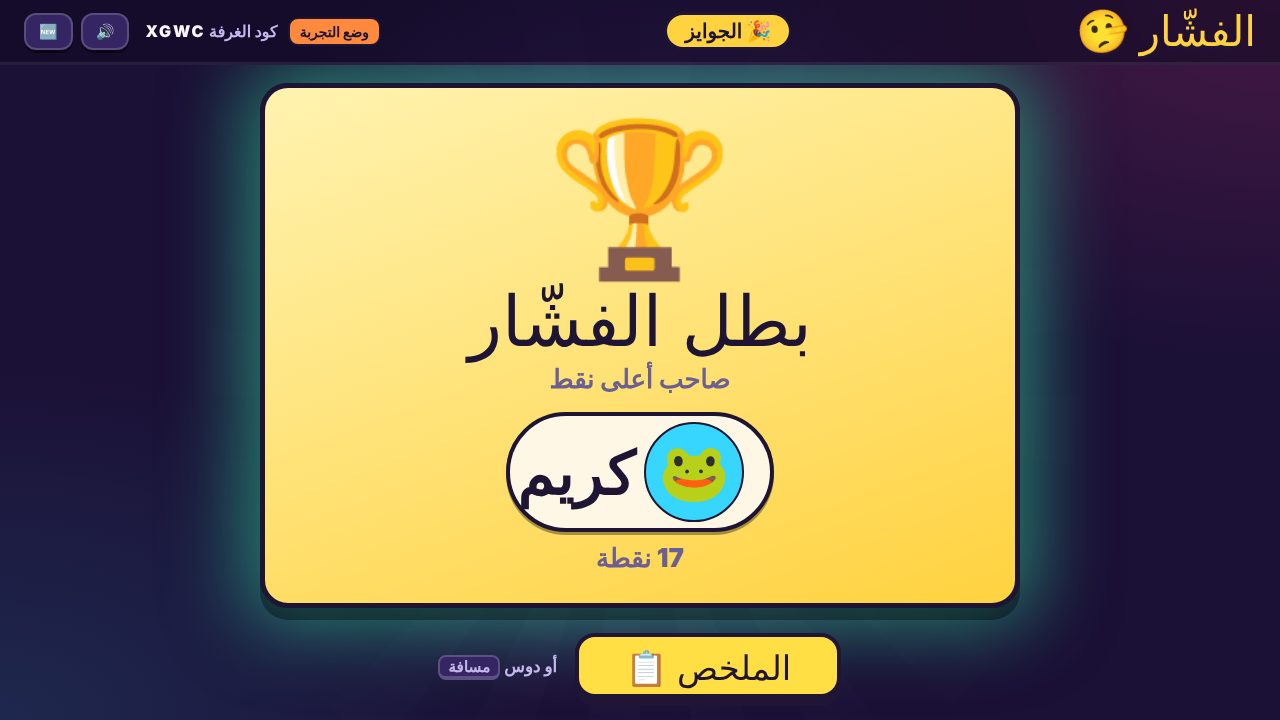 الفشّار
🎉 الجوايز
وضع التجربة
كود الغرفة XGWC
بطل الفشّار
صاحب أعلى نقط
كريم
17 نقطة
الملخص 📋
أو دوس مسافة